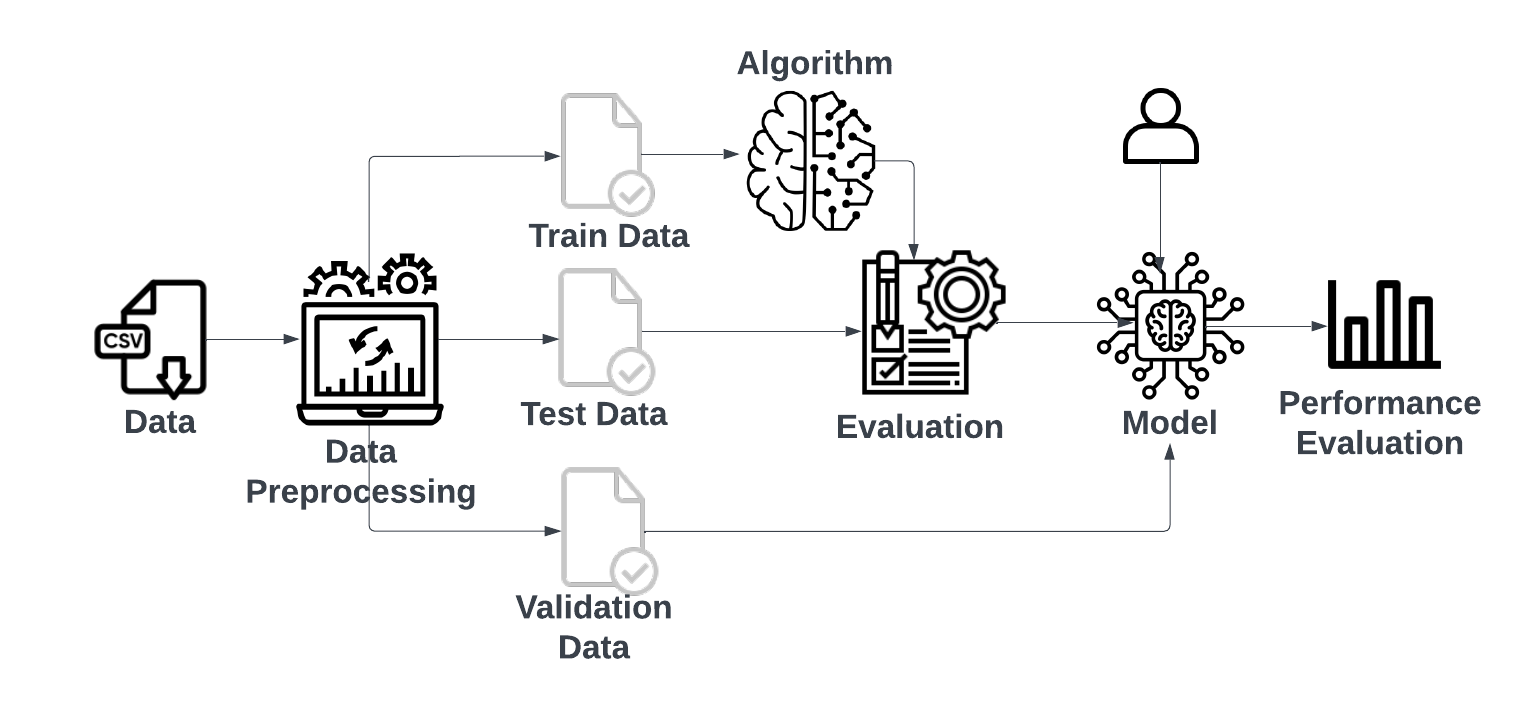 Algorithm
Train Data
CSV
Data
Data
Preprocessing
Test Data
Evaluation
Model
Performance
Evaluation
Validation
Data